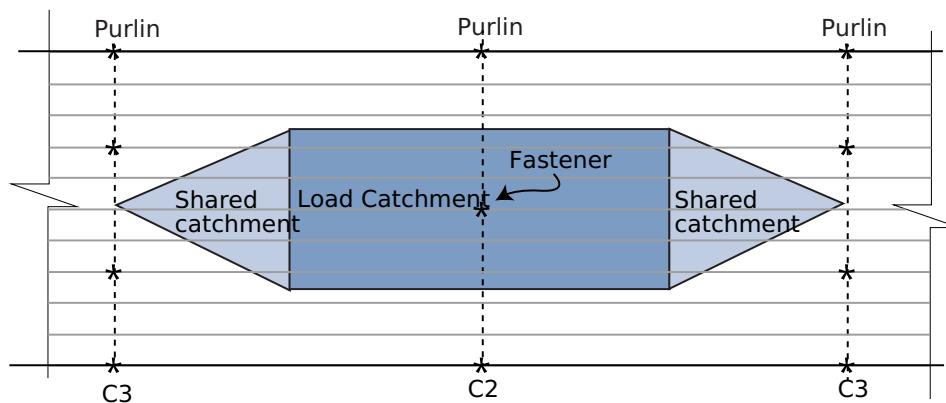 Purlin
Purlin
Purlin
Fastener
Shared
catchment
Load Catchment
Shared
catchment
C3
C2
C3